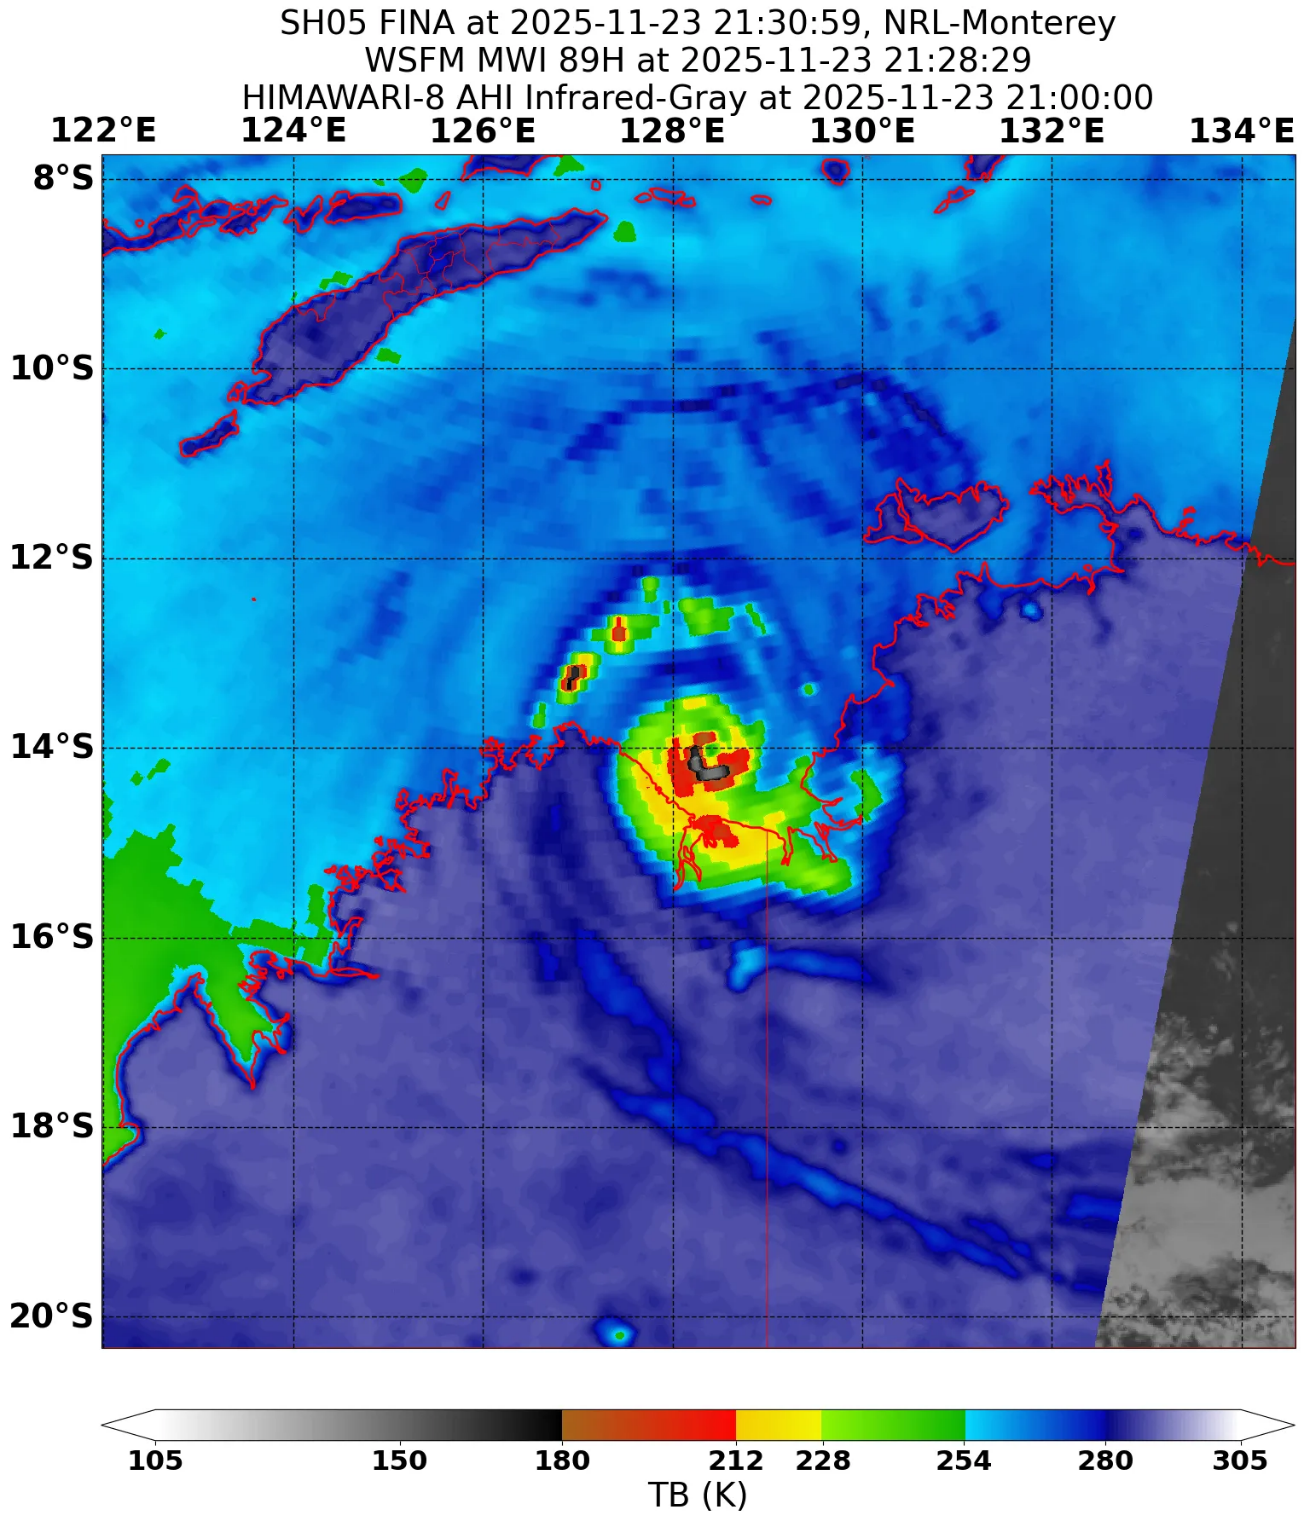 SH05 FINA at 2025-11-23 21:30:59, NRL-Monterey
WSFM MWI 89H at 2025-11-23 21:28:29
HIMAWARI-8 AHI Infrared-Gray at 2025-11-23 21:00:00
122°E 124°E 126°E 128°E 130°E 132°E 134°E
8°S
10°S
12°S
14°S
16°S
18°S
20°S
105 150 180 212 228 254 280 305
TB (K)